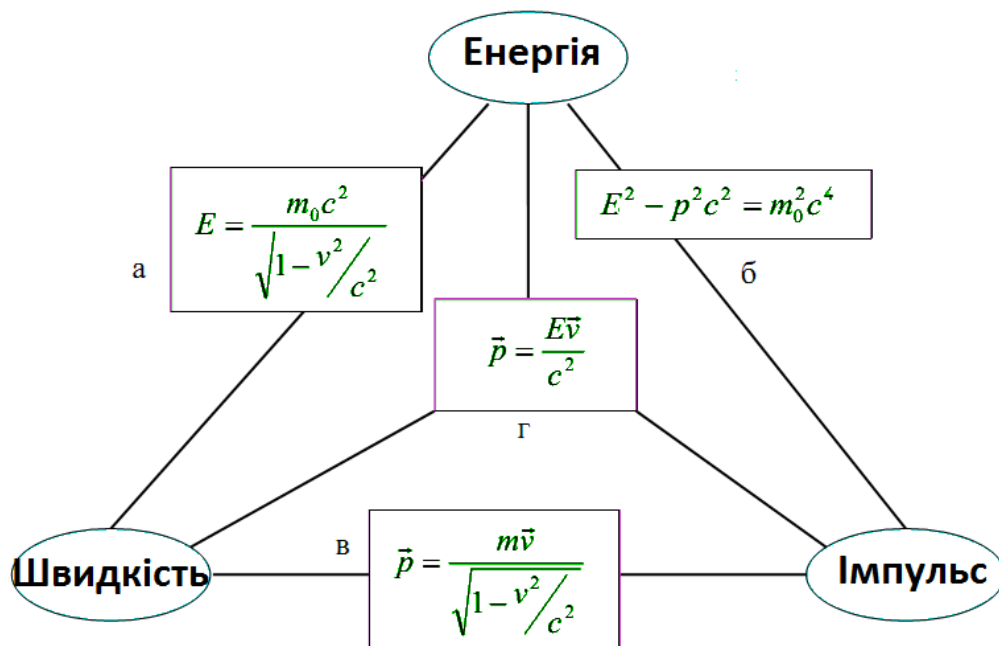 Енергія
E = m₀c² / √(1 − v²/c²)
E² − p²c² = m₀²c⁴
а
б
p⃗ = Ev⃗ / c²
г
Швидкість
в
p⃗ = mv⃗ / √(1 − v²/c²)
Імпульс